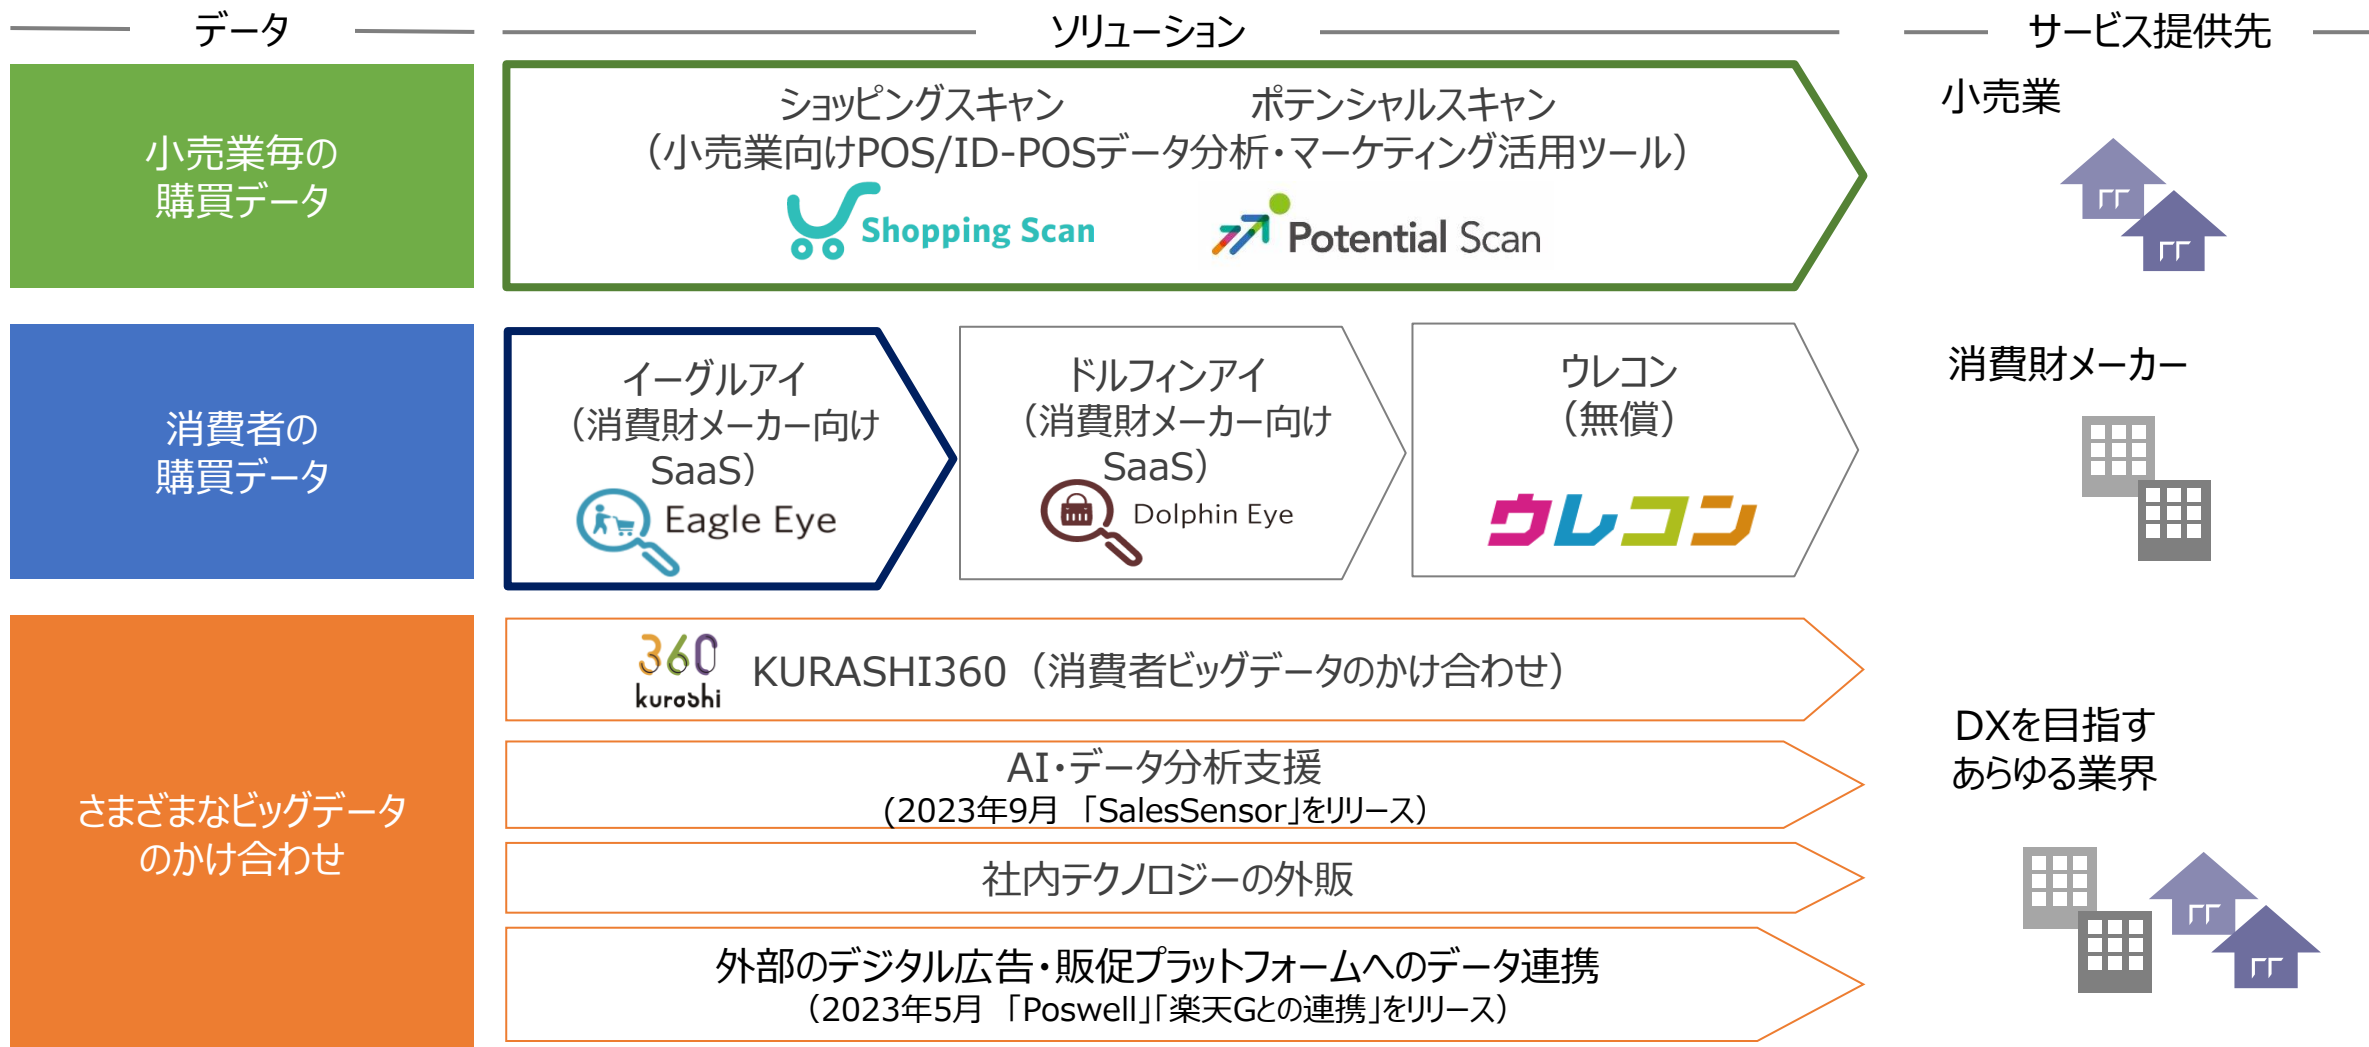 データ
ソリューション
サービス提供先
小売業毎の
購買データ
ショッピングスキャン ポテンシャルスキャン
（小売業向けPOS/ID-POSデータ分析・マーケティング活用ツール）
Shopping Scan
Potential Scan
小売業
消費者の
購買データ
イーグルアイ
（消費財メーカー向け
SaaS）
Eagle Eye
ドルフィンアイ
（消費財メーカー向け
SaaS）
Dolphin Eye
ウレコン
（無償）
ウレコン
消費財メーカー
さまざまなビッグデータ
のかけ合わせ
360
kurashi
KURASHI360（消費者ビッグデータのかけ合わせ）
AI・データ分析支援
(2023年9月 「SalesSensor」をリリース）
社内テクノロジーの外販
外部のデジタル広告・販促プラットフォームへのデータ連携
（2023年5月 「Poswell」「楽天Gとの連携」をリリース）
DXを目指す
あらゆる業界